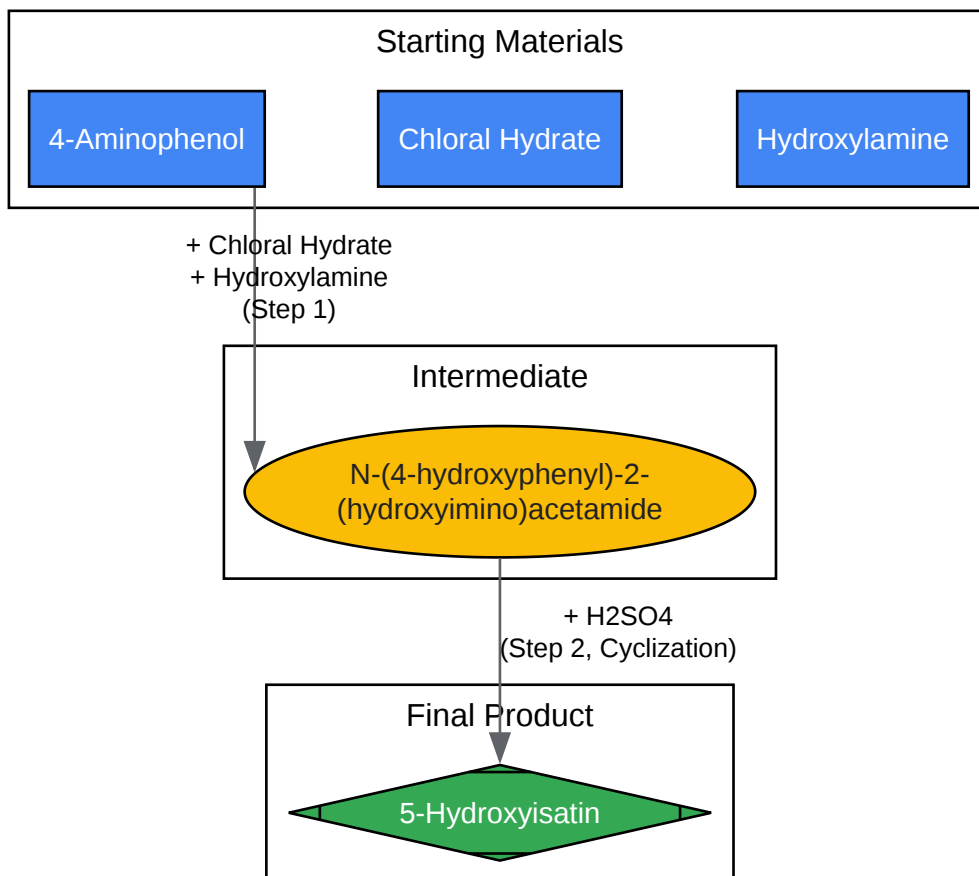 Starting Materials
4-Aminophenol
Chloral Hydrate
Hydroxylamine
+ Chloral Hydrate
+ Hydroxylamine
(Step 1)
Intermediate
N-(4-hydroxyphenyl)-2-
(hydroxyimino)acetamide
+ H2SO4
(Step 2, Cyclization)
Final Product
5-Hydroxyisatin